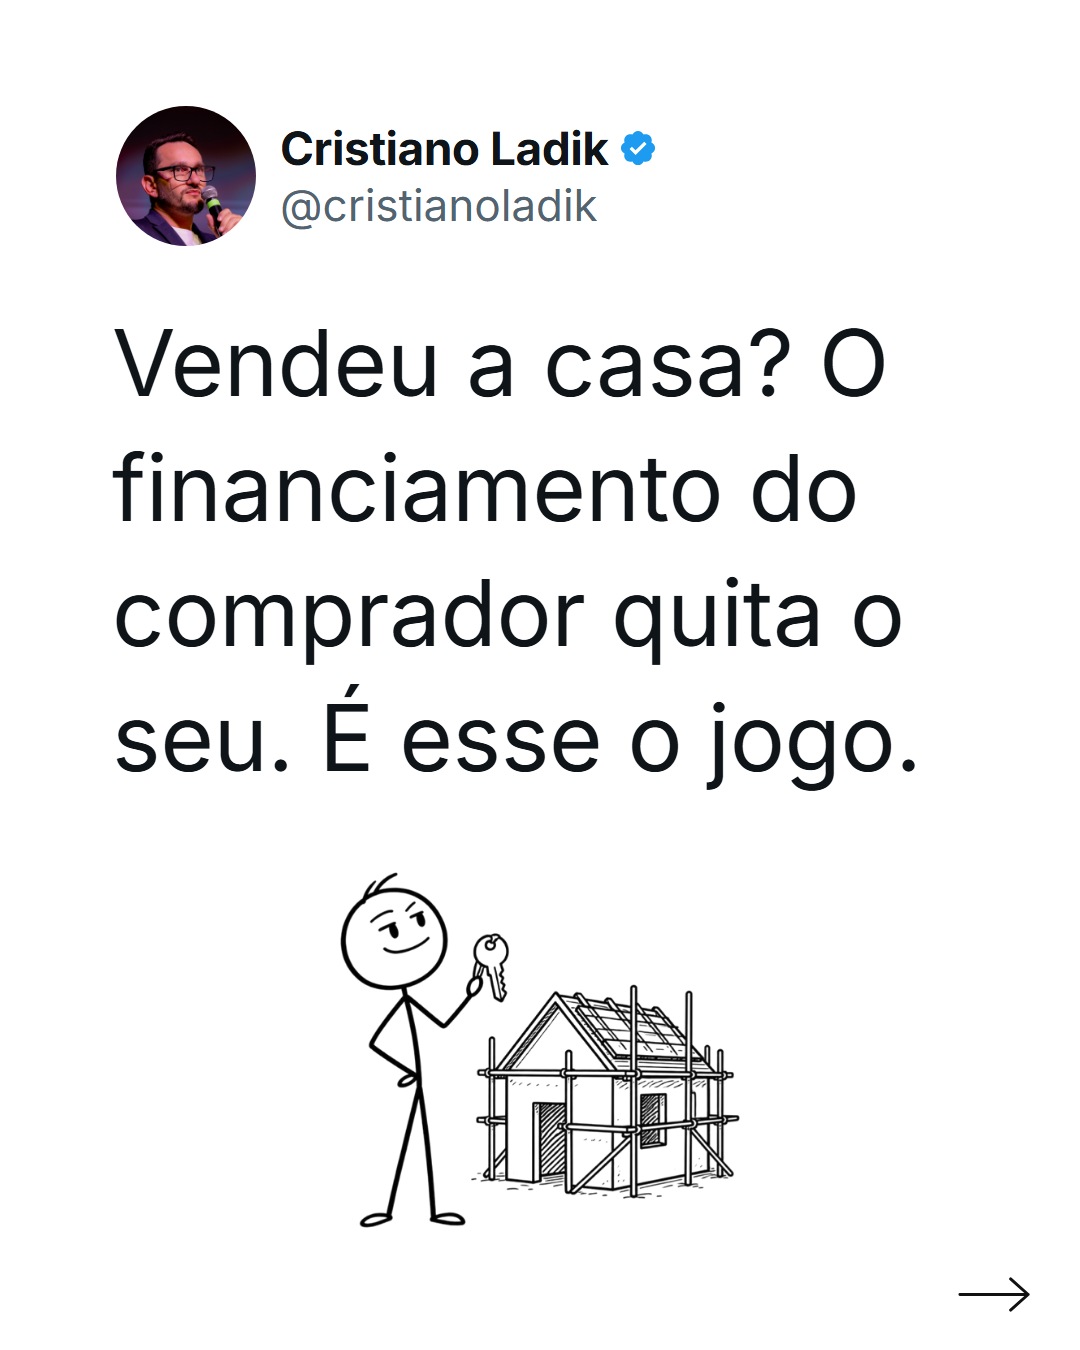 Cristiano Ladik
@cristianoladik
Vendeu a casa? O
financiamento do
comprador quita o
seu. É esse o jogo.